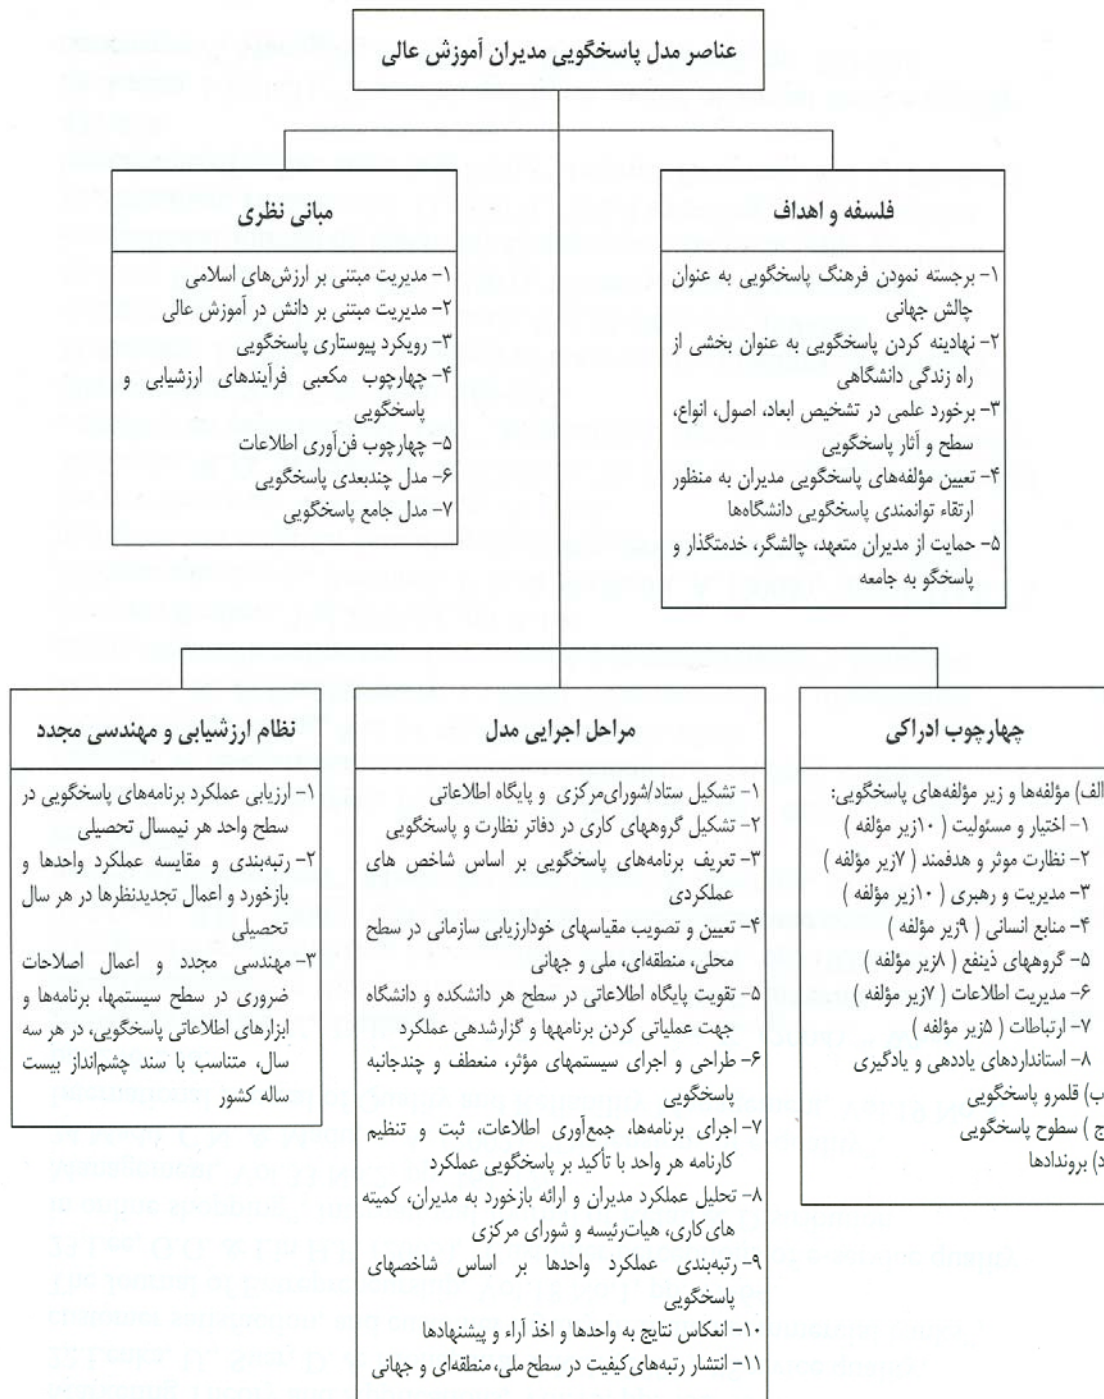 عناصر مدل پاسخگویی مدیران آموزش عالی
فلسفه و اهداف
۱- برجسته نمودن فرهنگ پاسخگویی به عنوان
چالش جهانی
۲- نهادینه کردن پاسخگویی به عنوان بخشی از
راه زندگی دانشگاهی
۳- برخورد علمی در تشخیص ابعاد، اصول، انواع،
سطح و آثار پاسخگویی
۴- تعیین مؤلفه‌های پاسخگویی مدیران به منظور
ارتقاء توانمندی پاسخگویی دانشگاه‌ها
۵- حمایت از مدیران متعهد، چالشگر، خدمتگذار و
پاسخگو به جامعه
مبانی نظری
۱- مدیریت مبتنی بر ارزش‌های اسلامی
۲- مدیریت مبتنی بر دانش در آموزش عالی
۳- رویکرد پیوستاری پاسخگویی
۴- چهارچوب مکعبی فرآیندهای ارزشیابی و
پاسخگویی
۵- چهارچوب فن‌آوری اطلاعات
۶- مدل چندبعدی پاسخگویی
۷- مدل جامع پاسخگویی
چهارچوب ادراکی
الف) مؤلفه‌ها و زیر مؤلفه‌های پاسخگویی:
۱- اختیار و مسئولیت ( ۱۰زیر مؤلفه )
۲- نظارت موثر و هدفمند ( ۷زیر مؤلفه )
۳- مدیریت و رهبری ( ۱۰زیر مؤلفه )
۴- منابع انسانی ( ۹زیر مؤلفه )
۵- گروههای ذینفع ( ۸زیر مؤلفه )
۶- مدیریت اطلاعات ( ۷زیر مؤلفه )
۷- ارتباطات ( ۵زیر مؤلفه )
۸- استانداردهای یاددهی و یادگیری
ب) قلمرو پاسخگویی
ج ) سطوح پاسخگویی
د) بروندادها
مراحل اجرایی مدل
۱- تشکیل ستاد/شورای‌مرکزی و پایگاه اطلاعاتی
۲- تشکیل گروههای کاری در دفاتر نظارت و پاسخگویی
۳- تعریف برنامه‌های پاسخگویی بر اساس شاخص های
عملکردی
۴- تعیین و تصویب مقیاسهای خودارزیابی سازمانی در سطح
محلی، منطقه‌ای، ملی و جهانی
۵- تقویت پایگاه اطلاعاتی در سطح هر دانشکده و دانشگاه
جهت عملیاتی کردن برنامهها و گزارشدهی عملکرد
۶- طراحی و اجرای سیستمهای مؤثر، منعطف و چندجانبه
پاسخگویی
۷- اجرای برنامه‌ها، جمع‌آوری اطلاعات، ثبت و تنظیم
کارنامه هر واحد با تأکید بر پاسخگویی عملکرد
۸- تحلیل عملکرد مدیران و ارائه بازخورد به مدیران، کمیته
های‌کاری، هیات‌رئیسه و شورای مرکزی
۹- رتبه‌بندی عملکرد واحدها بر اساس شاخصهای
پاسخگویی
۱۰- انعکاس نتایج به واحدها و اخذ آراء و پیشنهادها
۱۱- انتشار رتبه‌های‌کیفیت در سطح ملی، منطقه‌ای و جهانی
نظام ارزشیابی و مهندسی مجدد
۱- ارزیابی عملکرد برنامه‌های پاسخگویی در
سطح واحد هر نیمسال تحصیلی
۲- رتبه‌بندی و مقایسه عملکرد واحدها و
بازخورد و اعمال تجدیدنظرها در هر سال
تحصیلی
۳- مهندسی مجدد و اعمال اصلاحات
ضروری در سطح سیستمها، برنامه‌ها و
ابزارهای اطلاعاتی پاسخگویی، در هر سه
سال، متناسب با سند چشم‌انداز بیست
ساله کشور